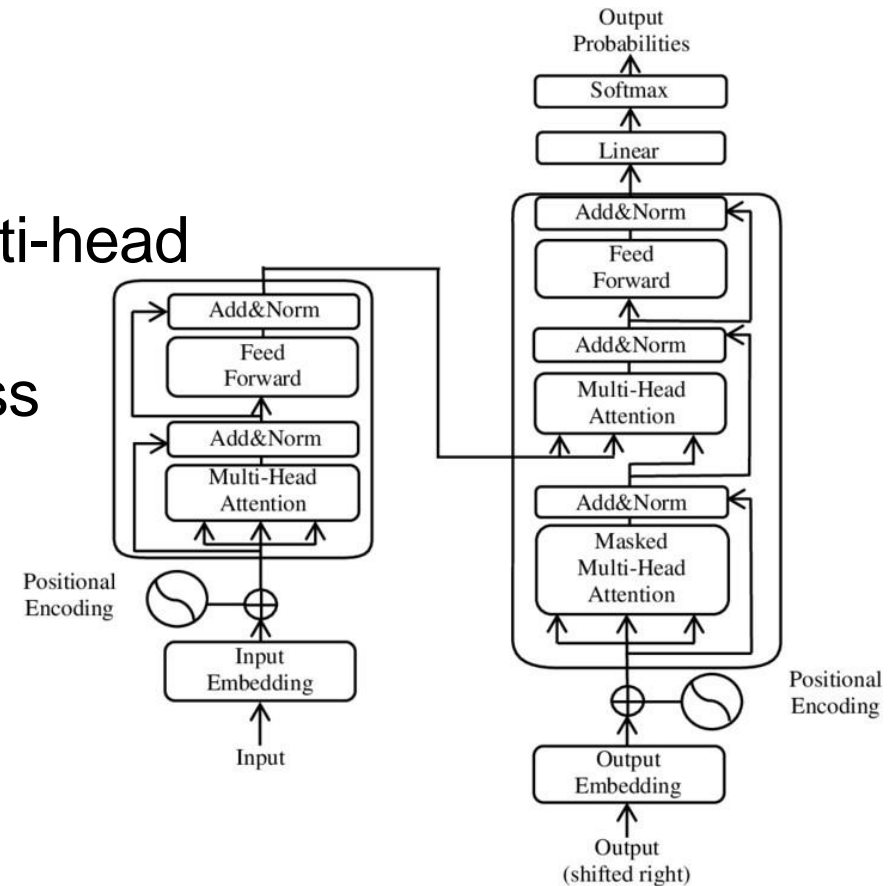 ti-head
ss
Output
Probabilities
Softmax
Linear
Add&Norm
Feed
Forward
Add&Norm
Multi-Head
Attention
Add&Norm
Masked
Multi-Head
Attention
Positional
Encoding
Output
Embedding
Output
(shifted right)
Add&Norm
Feed
Forward
Add&Norm
Multi-Head
Attention
Positional
Encoding
Input
Embedding
Input